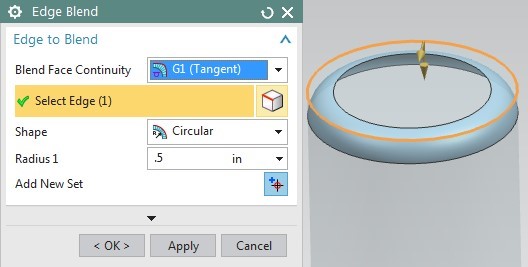 Edge Blend
Edge to Blend
Blend Face Continuity G1 (Tangent)
Select Edge (1)
Shape Circular
Radius 1 .5 in
Add New Set
< OK > Apply Cancel